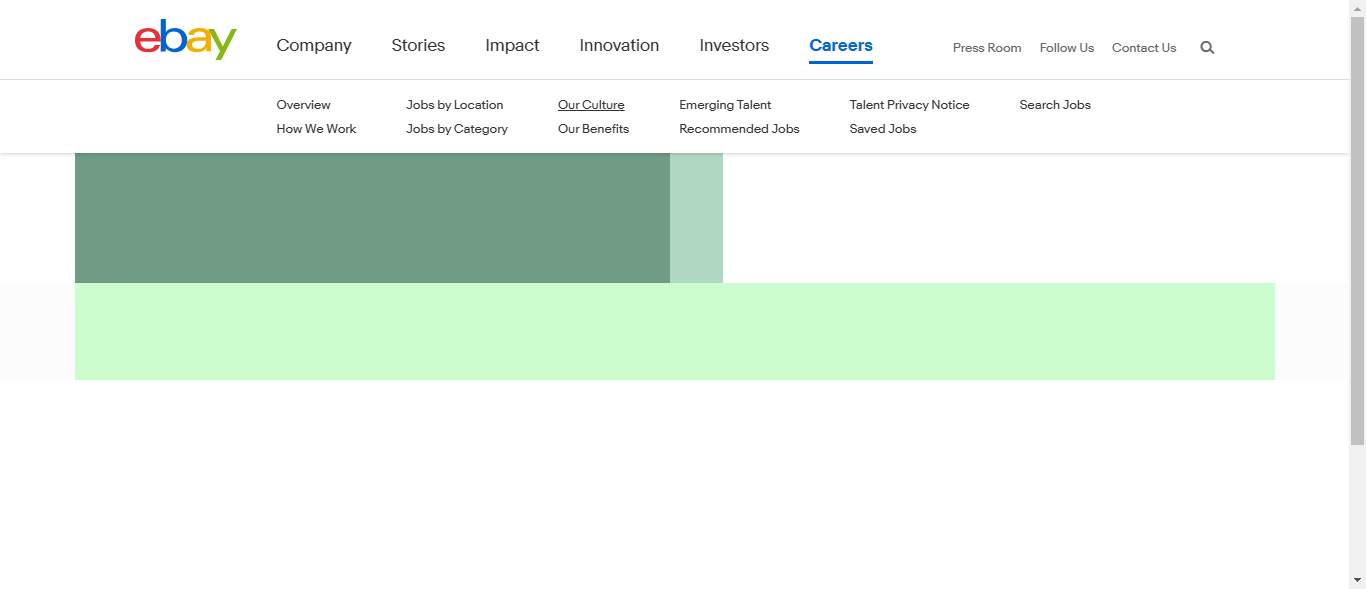 ebay Company Stories Impact Innovation Investors Careers Press Room Follow Us Contact Us
Overview Jobs by Location Our Culture Emerging Talent Talent Privacy Notice Search Jobs
How We Work Jobs by Category Our Benefits Recommended Jobs Saved Jobs